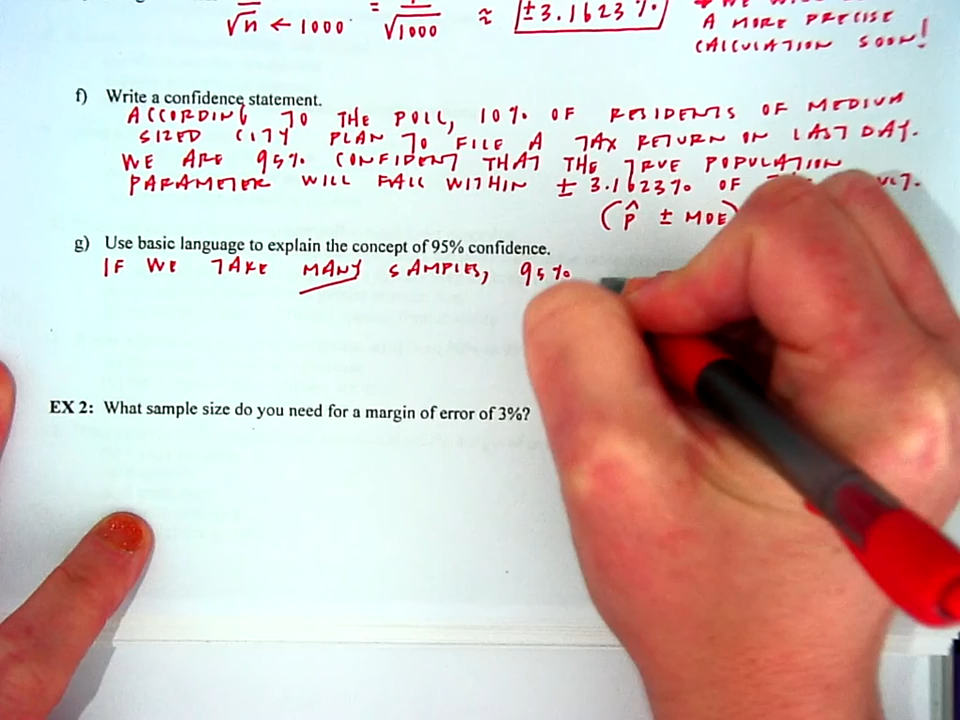 √n ← 1000 = √1000 ≈ ±3.1623%
A MORE PRECISE
CALCULATION SOON!
f) Write a confidence statement.
ACCORDING TO THE POLL, 10% OF RESIDENTS OF MEDIUM
SIZED CITY PLAN TO FILE A TAX RETURN ON LAST DAY.
WE ARE 95% CONFIDENT THAT THE TRUE POPULATION
PARAMETER WILL FALL WITHIN ± 3.1623% OF
(p̂ ± MOE)
g) Use basic language to explain the concept of 95% confidence.
IF WE TAKE MANY SAMPLES, 95%
EX 2: What sample size do you need for a margin of error of 3%?